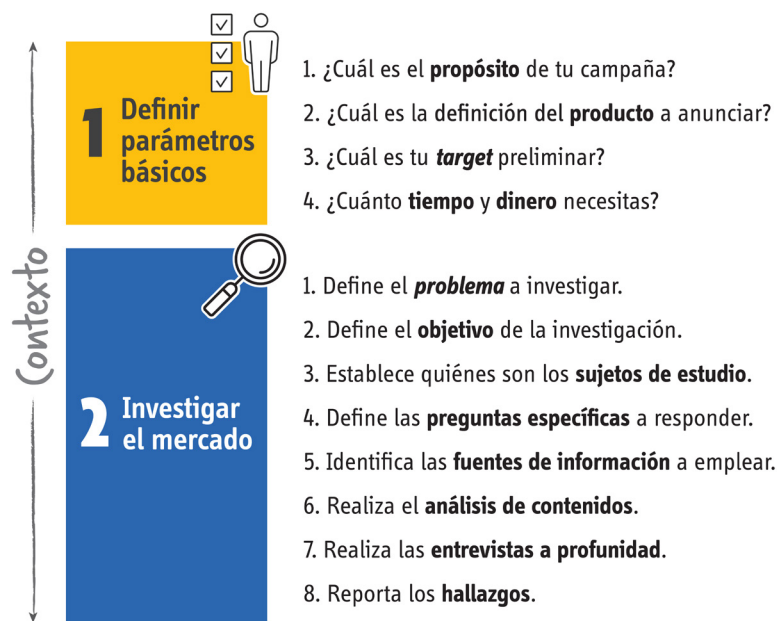 Contexto
1 Definir
parámetros
básicos
1. ¿Cuál es el propósito de tu campaña?
2. ¿Cuál es la definición del producto a anunciar?
3. ¿Cuál es tu target preliminar?
4. ¿Cuánto tiempo y dinero necesitas?
2 Investigar
el mercado
1. Define el problema a investigar.
2. Define el objetivo de la investigación.
3. Establece quiénes son los sujetos de estudio.
4. Define las preguntas específicas a responder.
5. Identifica las fuentes de información a emplear.
6. Realiza el análisis de contenidos.
7. Realiza las entrevistas a profunidad.
8. Reporta los hallazgos.